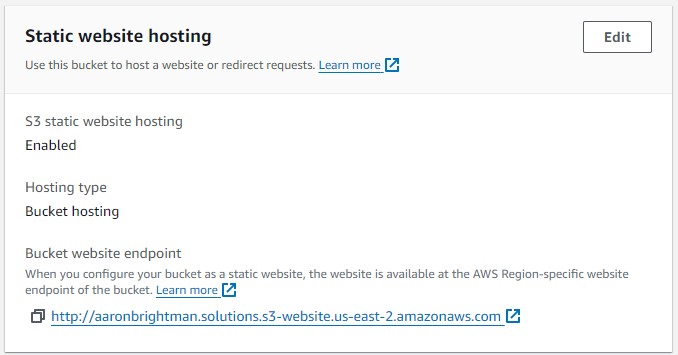 Static website hosting
Edit
Use this bucket to host a website or redirect requests. Learn more
S3 static website hosting
Enabled
Hosting type
Bucket hosting
Bucket website endpoint
When you configure your bucket as a static website, the website is available at the AWS Region-specific website
endpoint of the bucket. Learn more
http://aaronbrightman.solutions.s3-website.us-east-2.amazonaws.com